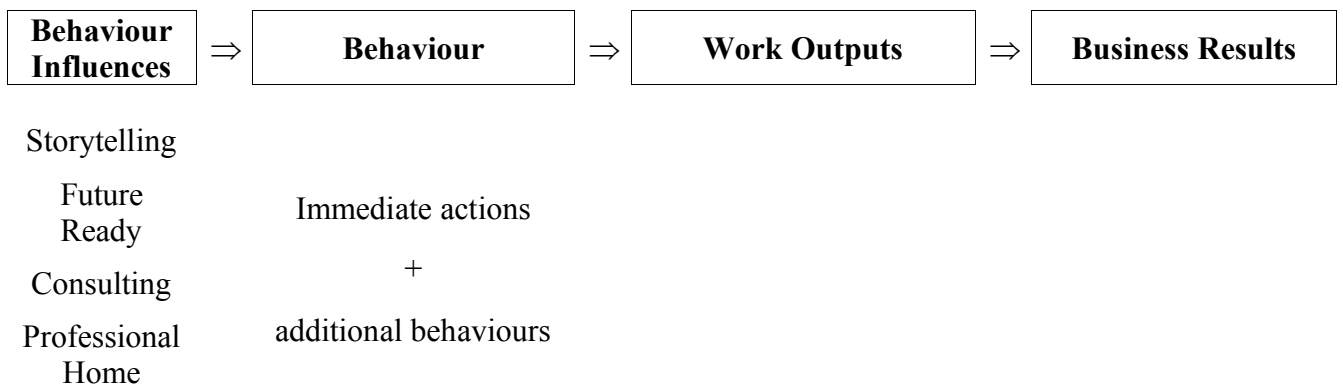 Behaviour
Influences
⇒
Behaviour
⇒
Work Outputs
⇒
Business Results
Storytelling
Future
Ready
Consulting
Professional
Home
Immediate actions
+
additional behaviours